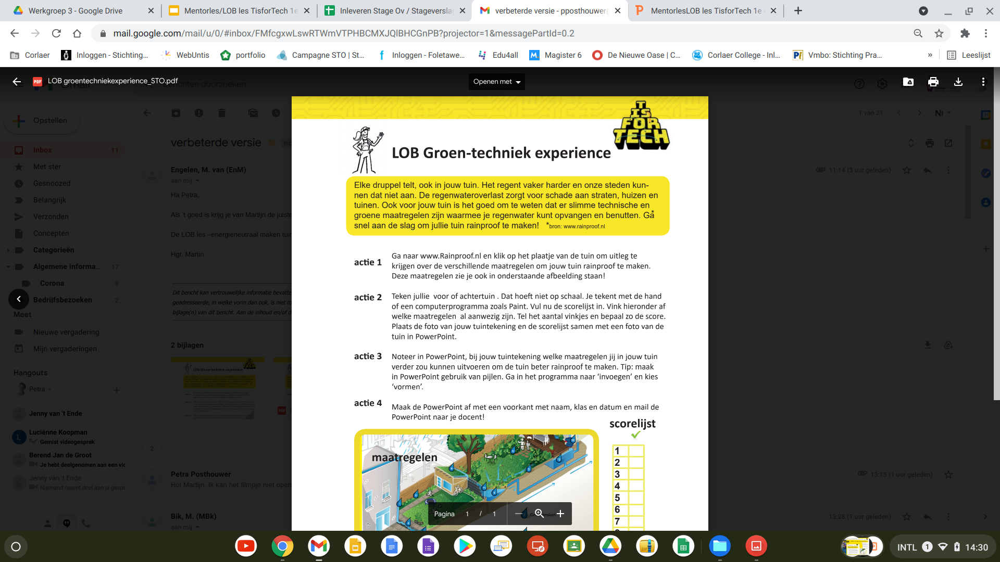 Werkgroep 3 - Google Drive
Mentorles/LOB les TisforTech 1e
Inleveren Stage Ov / Stageversla
verbeterde versie - pposthouwer
MentorlesLOB les TisforTech 1e
mail.google.com/mail/u/0/#inbox/FMfcgxwLswRTWmVTPHBCMXJQlBHCGnPB?projector=1&messagePartId=0.2
Corlaer
Inloggen - Stichting...
WebUntis
portfolio
Campagne STO | St...
Inloggen - Foletawe...
Edu4all
Magister 6
De Nieuwe Oase | C...
Corlaer College - Inl...
Vmbo: Stichting Pra...
»
Leeslijst
PDF
LOB groentechniekexperience_STO.pdf
berichten doorzoeken
Openen met
Opstellen
1 van 21
verbeterde versie
Inbox
11
Met ster
Gesnoozed
Belangrijk
Verzonden
Concepten
Categorieën
Algemene informa...
17
Corona
9
Bedrijfsbezoeken
2
Meet
Nieuwe vergadering
Mijn vergaderingen
Hangouts
Petra
Jenny van 't Ende
Luciënne Koopman
Gemist videogesprek
Berend Jan de Groot
Je hebt deelgenomen aan een vic
Jenny van 't Ende
Niemand neemt deel aan je gespr
Engelen, M. van (EnM)
aan mij
11:14 (3 uur geleden)
Ha Petra,
Als 't goed is krijg je van Martijn de juiste
De LOB les –energieneutraal maken tuin
Hgr. Martin
Dit bericht kan vertrouwelijke informatie bevatte
geadresseerde, in welke vorm dan ook, is niet to
bijlage(n) van dit bericht. Aan de inhoud en/of d
2 bijlagen
2
Petra Posthouwer
13:15 (1 uur geleden)
Hoi Martijn, Ik kan het filmpje niet open
Bik, M. (MBk)
aan mij
13:28 (1 uur geleden)
T
IS
FOR
TECH
LOB Groen-techniek experience
Elke druppel telt, ook in jouw tuin. Het regent vaker harder en onze steden kun-
nen dat niet aan. De regenwateroverlast zorgt voor schade aan straten, huizen en
tuinen. Ook voor jouw tuin is het goed om te weten dat er slimme technische en
groene maatregelen zijn waarmee je regenwater kunt opvangen en benutten. Ga*
snel aan de slag om jullie tuin rainproof te maken! *bron: www.rainproof.nl
actie 1
Ga naar www.Rainproof.nl en klik op het plaatje van de tuin om uitleg te
krijgen over de verschillende maatregelen om jouw tuin rainproof te maken.
Deze maatregelen zie je ook in onderstaande afbeelding staan!
actie 2
Teken jullie voor of achtertuin . Dat hoeft niet op schaal. Je tekent met de hand
of een computerprogramma zoals Paint. Vul nu de scorelijst in. Vink hieronder af
welke maatregelen al aanwezig zijn. Tel het aantal vinkjes en bepaal zo de score.
Plaats de foto van jouw tuintekening en de scorelijst samen met een foto van de
tuin in PowerPoint.
actie 3
Noteer in PowerPoint, bij jouw tuintekening welke maatregelen jij in jouw tuin
verder zou kunnen uitvoeren om de tuin beter rainproof te maken. Tip: maak
in PowerPoint gebruik van pijlen. Ga in het programma naar ‘invoegen’ en kies
‘vormen’.
actie 4
Maak de PowerPoint af met een voorkant met naam, klas en datum en mail de
PowerPoint naar je docent!
scorelijst
maatregelen
1
2
3
4
5
6
7
Pagina 1 / 1
INTL
1
14:30